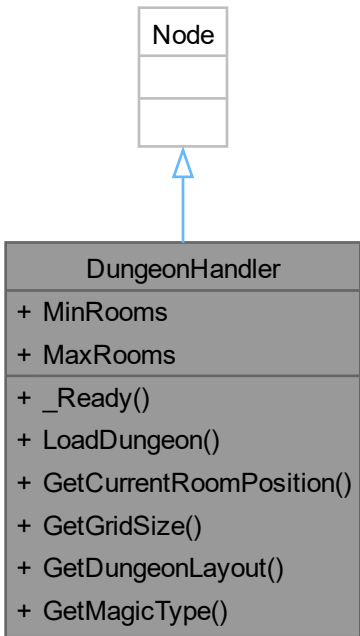 Node
DungeonHandler
+ MinRooms
+ MaxRooms
+ _Ready()
+ LoadDungeon()
+ GetCurrentRoomPosition()
+ GetGridSize()
+ GetDungeonLayout()
+ GetMagicType()